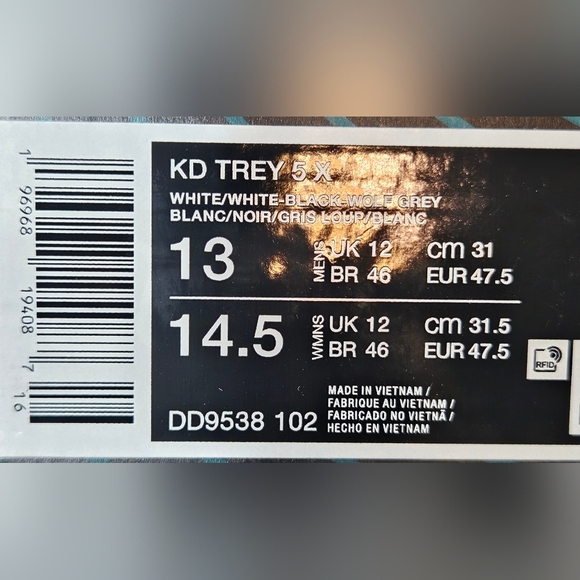 KD TREY 5 X
WHITE/WHITE-BLACK-WOLF GREY
BLANC/NOIR/GRIS LOUP/BLANC
13 MENS UK 12 cm 31
BR 46 EUR 47.5
14.5 WMNS UK 12 cm 31.5
BR 46 EUR 47.5
DD9538 102
MADE IN VIETNAM /
FABRIQUE AU VIETNAM /
FABRICADO NO VIETNÃ /
HECHO EN VIETNAM
RFID
1 96968 19408 7 16